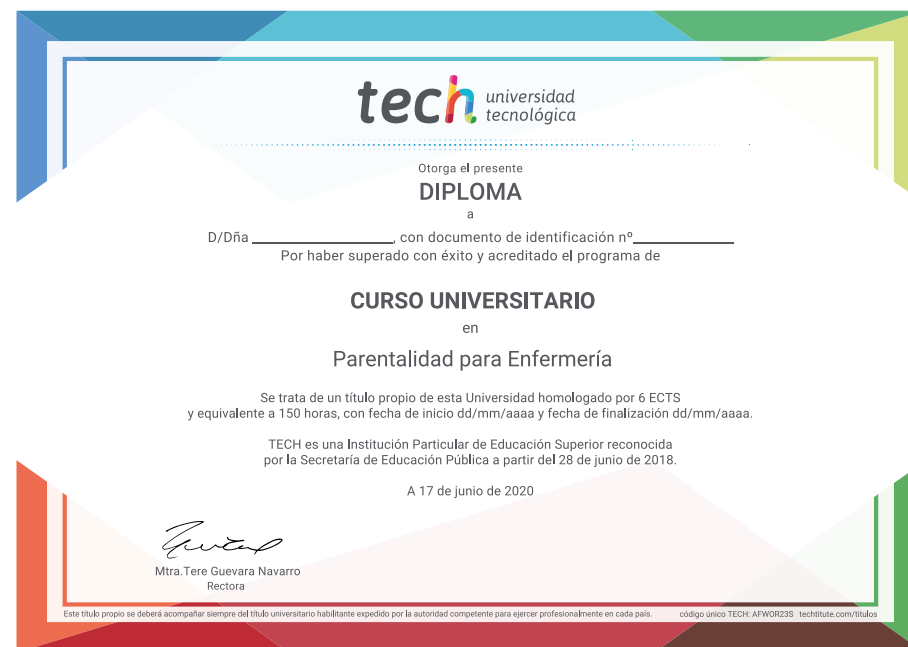 tech universidad
tecnológica
Otorga el presente
DIPLOMA
a
D/Dña ____________________, con documento de identificación nº______________
Por haber superado con éxito y acreditado el programa de
CURSO UNIVERSITARIO
en
Parentalidad para Enfermería
Se trata de un título propio de esta Universidad homologado por 6 ECTS
y equivalente a 150 horas, con fecha de inicio dd/mm/aaaa y fecha de finalización dd/mm/aaaa.
TECH es una Institución Particular de Educación Superior reconocida
por la Secretaría de Educación Pública a partir del 28 de junio de 2018.
A 17 de junio de 2020
Mtra.Tere Guevara Navarro
Rectora
Este título propio se deberá acompañar siempre del título universitario habilitante expedido por la autoridad competente para ejercer profesionalmente en cada país. código único TECH: AFWOR23S techtitute.com/títulos